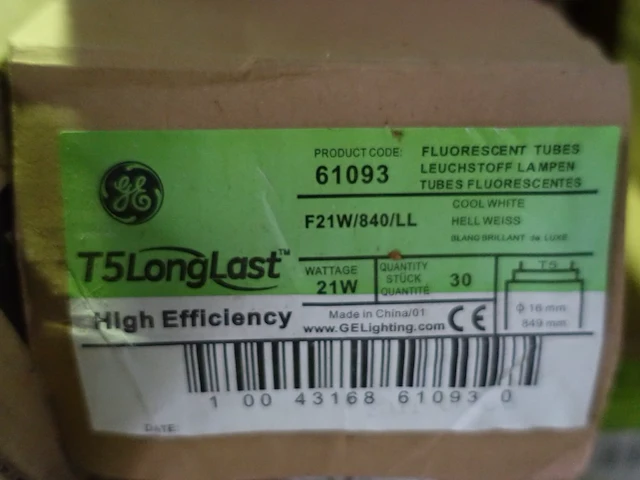 GE
PRODUCT CODE:
61093
FLUORESCENT TUBES
LEUCHSTOFF LAMPEN
TUBES FLUORESCENTES
F21W/840/LL
COOL WHITE
HELL WEISS
BLANC BRILLANT de LUXE
T5LongLast™
WATTAGE
21W
QUANTITY
STÜCK
QUANTITÉ
30
T5
φ 16 mm
849 mm
High Efficiency
Made in China/01
www.GELighting.com CE
1 00 43168 61093 0
DATE: